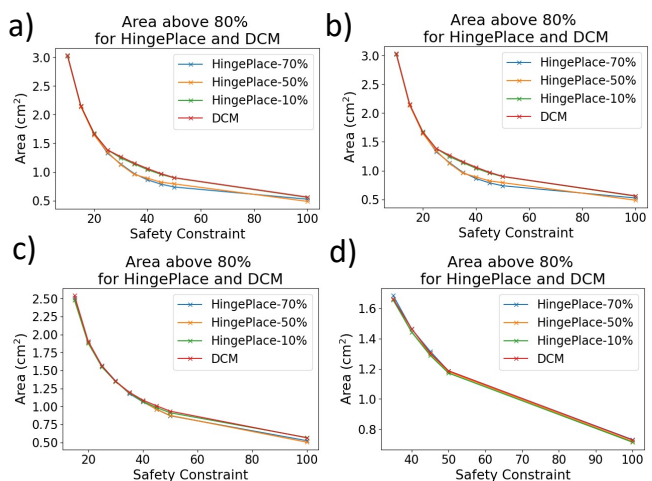 a)
Area above 80%
for HingePlace and DCM
Area (cm²)
3.0
2.5
2.0
1.5
1.0
0.5
HingePlace-70%
HingePlace-50%
HingePlace-10%
DCM
20 40 60 80 100
Safety Constraint
b)
Area above 80%
for HingePlace and DCM
Area (cm²)
3.0
2.5
2.0
1.5
1.0
0.5
HingePlace-70%
HingePlace-50%
HingePlace-10%
DCM
20 40 60 80 100
Safety Constraint
c)
Area above 80%
for HingePlace and DCM
Area (cm²)
2.50
2.25
2.00
1.75
1.50
1.25
1.00
0.75
0.50
HingePlace-70%
HingePlace-50%
HingePlace-10%
DCM
20 40 60 80 100
Safety Constraint
d)
Area above 80%
for HingePlace and DCM
Area (cm²)
1.6
1.4
1.2
1.0
0.8
HingePlace-70%
HingePlace-50%
HingePlace-10%
DCM
40 50 60 70 80 90 100
Safety Constraint